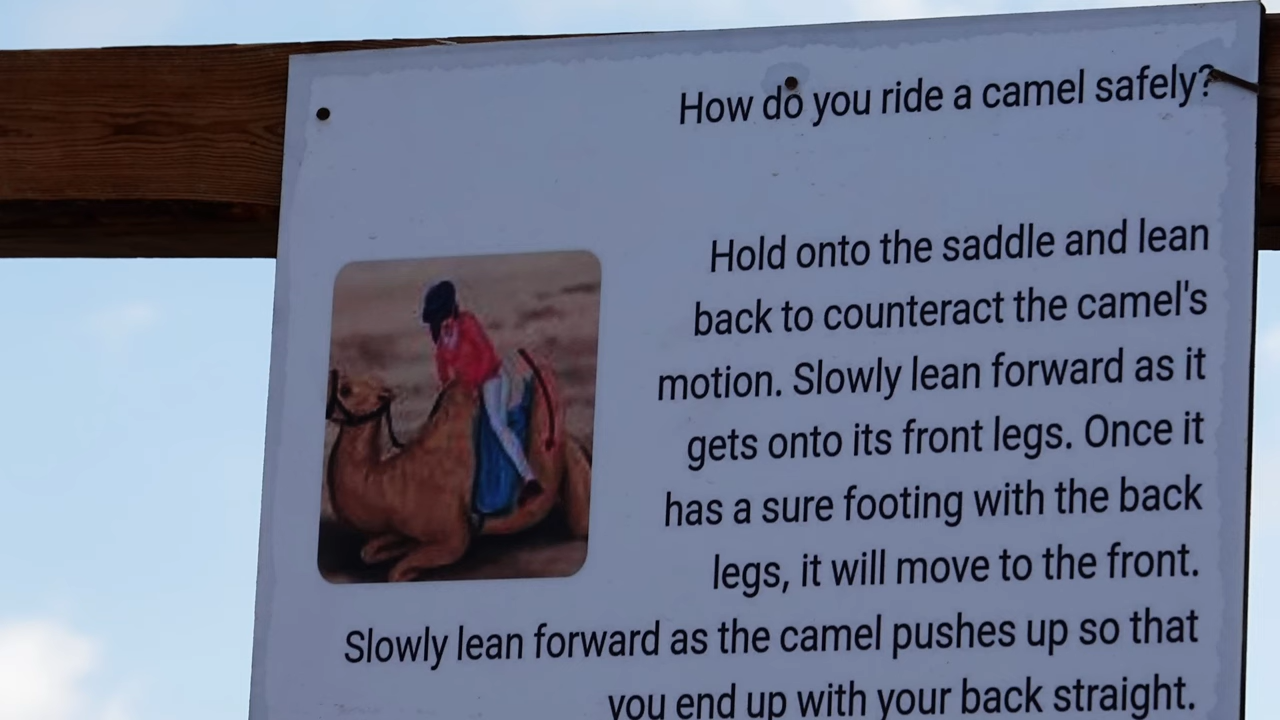 How do you ride a camel safely?
Hold onto the saddle and lean
back to counteract the camel's
motion. Slowly lean forward as it
gets onto its front legs. Once it
has a sure footing with the back
legs, it will move to the front.
Slowly lean forward as the camel pushes up so that
you end up with your back straight.